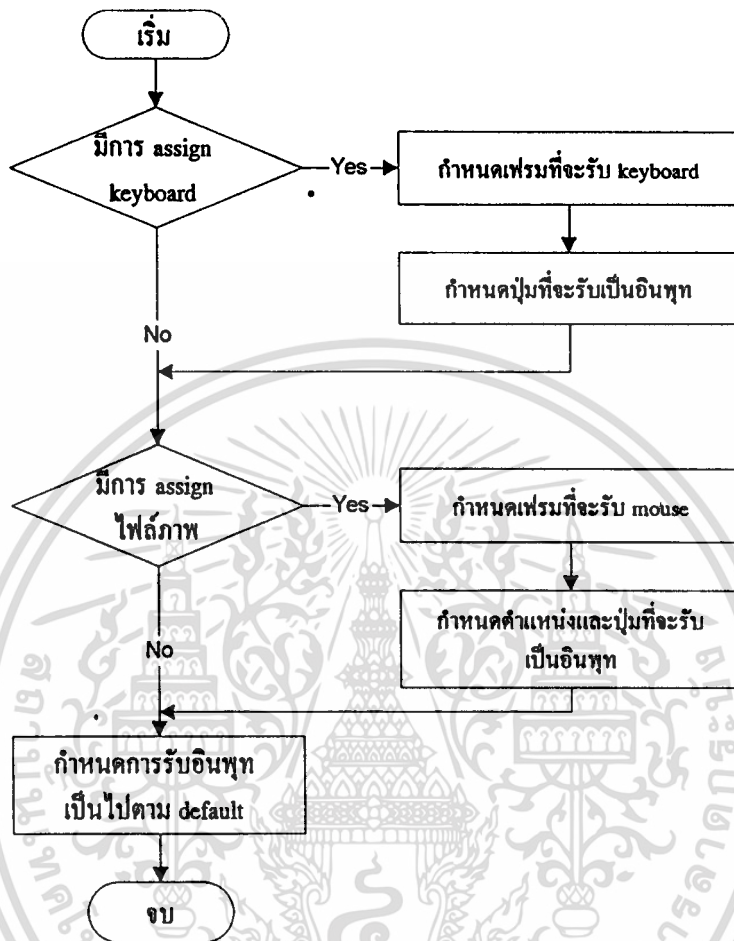 เริ่ม
มีการ assign
keyboard
Yes
กำหนดเฟรมที่จะรับ keyboard
กำหนดปุ่มที่จะรับเป็นอินพุท
No
มีการ assign
ไฟล์ภาพ
Yes
กำหนดเฟรมที่จะรับ mouse
กำหนดตำแหน่งและปุ่มที่จะรับ
เป็นอินพุท
No
กำหนดการรับอินพุท
เป็นไปตาม default
จบ